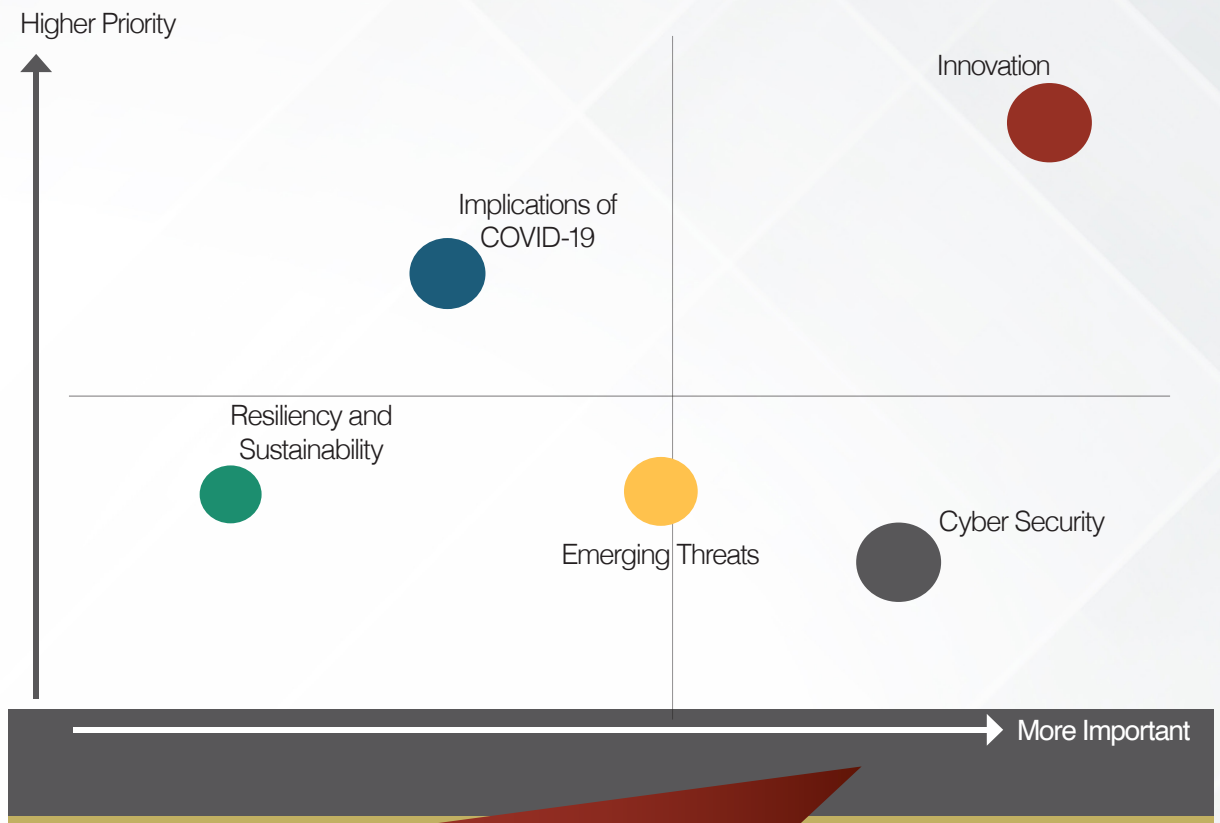 Higher Priority
Innovation
Implications of
COVID-19
Resiliency and
Sustainability
Emerging Threats
Cyber Security
More Important